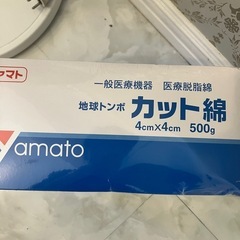 ヤマト
一般医療機器 医療脱脂綿
地球トンボ カット綿
4cm×4cm 500g
amato